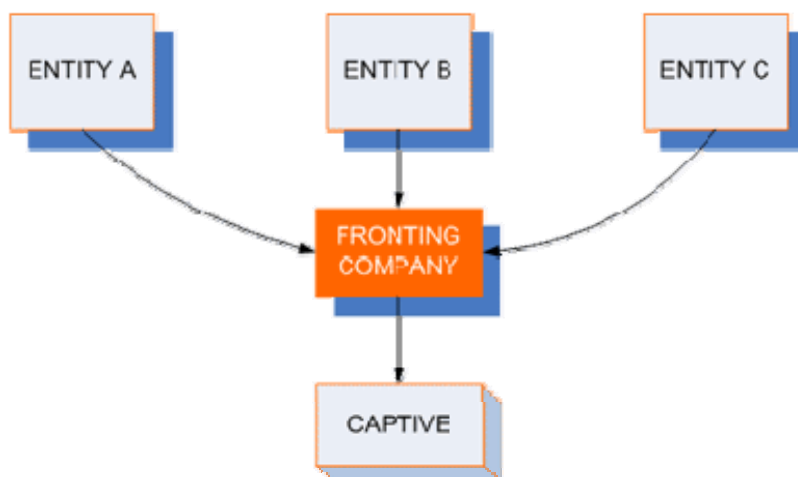 ENTITY A
ENTITY B
ENTITY C
FRONTING
COMPANY
CAPTIVE